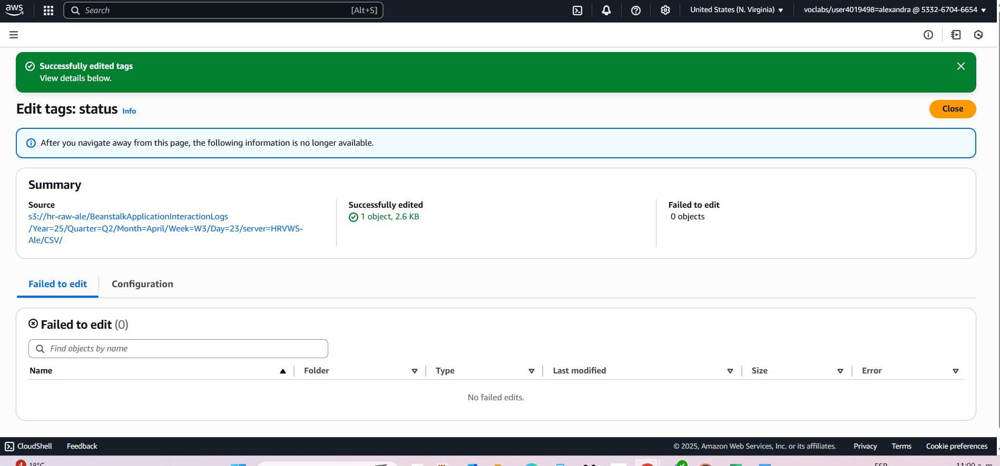 aws
Search
[Alt+S]
United States (N. Virginia)
voclabs/user4019498=alexandra @ 5332-6704-6654
Successfully edited tags
View details below.
Edit tags: status Info
Close
After you navigate away from this page, the following information is no longer available.
Summary
Source
s3://hr-raw-ale/BeanstalkApplicationInteractionLogs
/Year=25/Quarter=Q2/Month=April/Week=W3/Day=23/server=HRVWS-
Ale/CSV/
Successfully edited
1 object, 2.6 KB
Failed to edit
0 objects
Failed to edit
Configuration
Failed to edit (0)
Find objects by name
Name
Folder
Type
Last modified
Size
Error
No failed edits.
CloudShell
Feedback
© 2025, Amazon Web Services, Inc. or its affiliates.
Privacy
Terms
Cookie preferences
4
18°C
ESP
11:00 a. m.